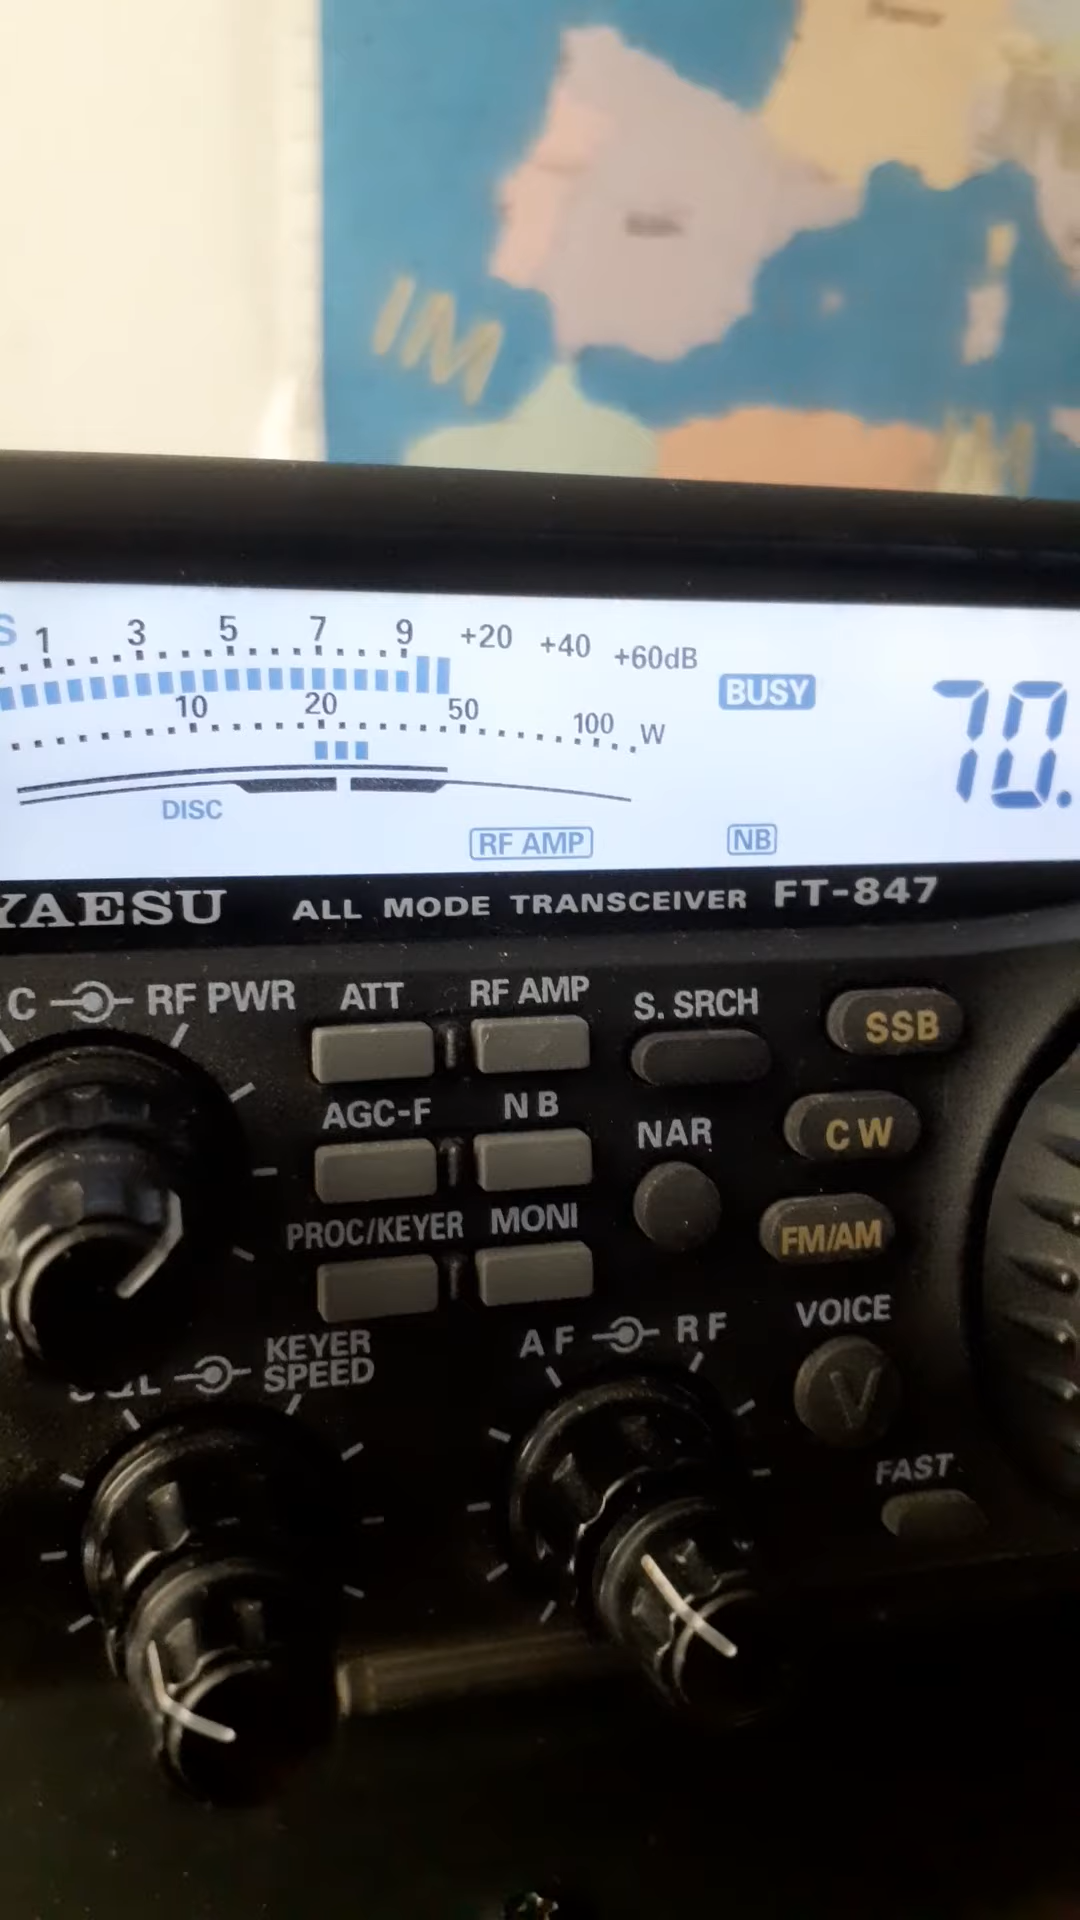 IM
S 1 3 5 7 9 +20 +40 +60dB
BUSY
70.
10 20 50 100 W
DISC
RF AMP
NB
YAESU ALL MODE TRANSCEIVER FT-847
C RF PWR
ATT RF AMP S. SRCH SSB
AGC-F NB NAR CW
PROC/KEYER MONI FM/AM
KEYER
SPEED
AF RF VOICE
V
FAST